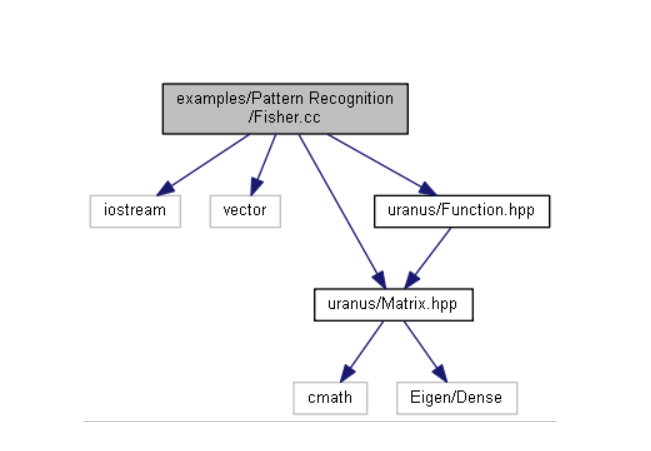 examples/Pattern Recognition
/Fisher.cc
iostream
vector
uranus/Function.hpp
uranus/Matrix.hpp
cmath
Eigen/Dense